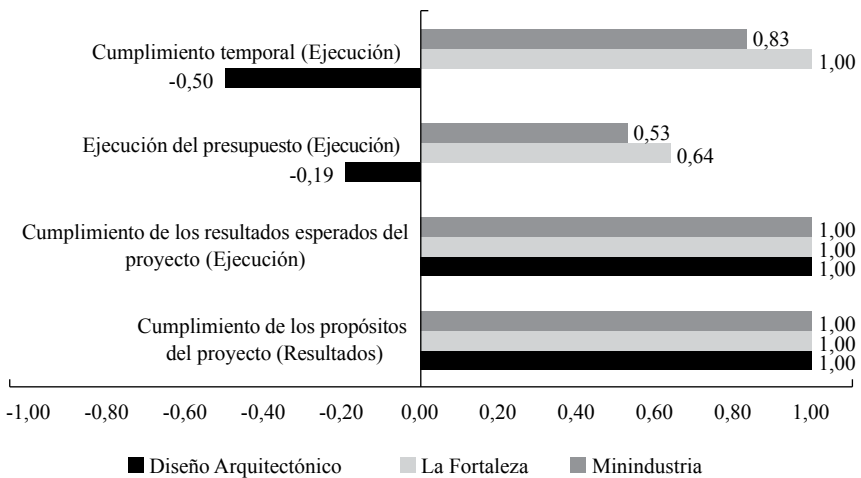 0,83
Cumplimiento temporal (Ejecución)
1,00
-0,50
0,53
Ejecución del presupuesto (Ejecución)
0,64
-0,19
1,00
Cumplimiento de los resultados esperados del
1,00
proyecto (Ejecución)
1,00
1,00
Cumplimiento de los propósitos
1,00
del proyecto (Resultados)
1,00
-1,00 -0,80 -0,60 -0,40 -0,20 0,00 0,20 0,40 0,60 0,80 1,00
Diseño Arquitectónico La Fortaleza Minindustria